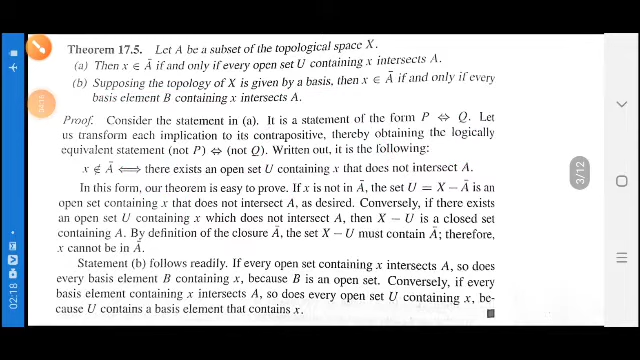 Theorem 17.5. Let A be a subset of the topological space X.
(a) Then x ∈ Ā if and only if every open set U containing x intersects A.
(b) Supposing the topology of X is given by a basis, then x ∈ Ā if and only if every
basis element B containing x intersects A.
Proof. Consider the statement in (a). It is a statement of the form P ⇔ Q. Let
us transform each implication to its contrapositive, thereby obtaining the logically
equivalent statement (not P) ⇔ (not Q). Written out, it is the following:
x ∉ Ā ⟺ there exists an open set U containing x that does not intersect A.
In this form, our theorem is easy to prove. If x is not in Ā, the set U = X − Ā is an
open set containing x that does not intersect A, as desired. Conversely, if there exists
an open set U containing x which does not intersect A, then X − U is a closed set
containing A. By definition of the closure Ā, the set X − U must contain Ā; therefore,
x cannot be in Ā.
Statement (b) follows readily. If every open set containing x intersects A, so does
every basis element B containing x, because B is an open set. Conversely, if every
basis element containing x intersects A, so does every open set U containing x, be-
cause U contains a basis element that contains x.
3/12
02:18